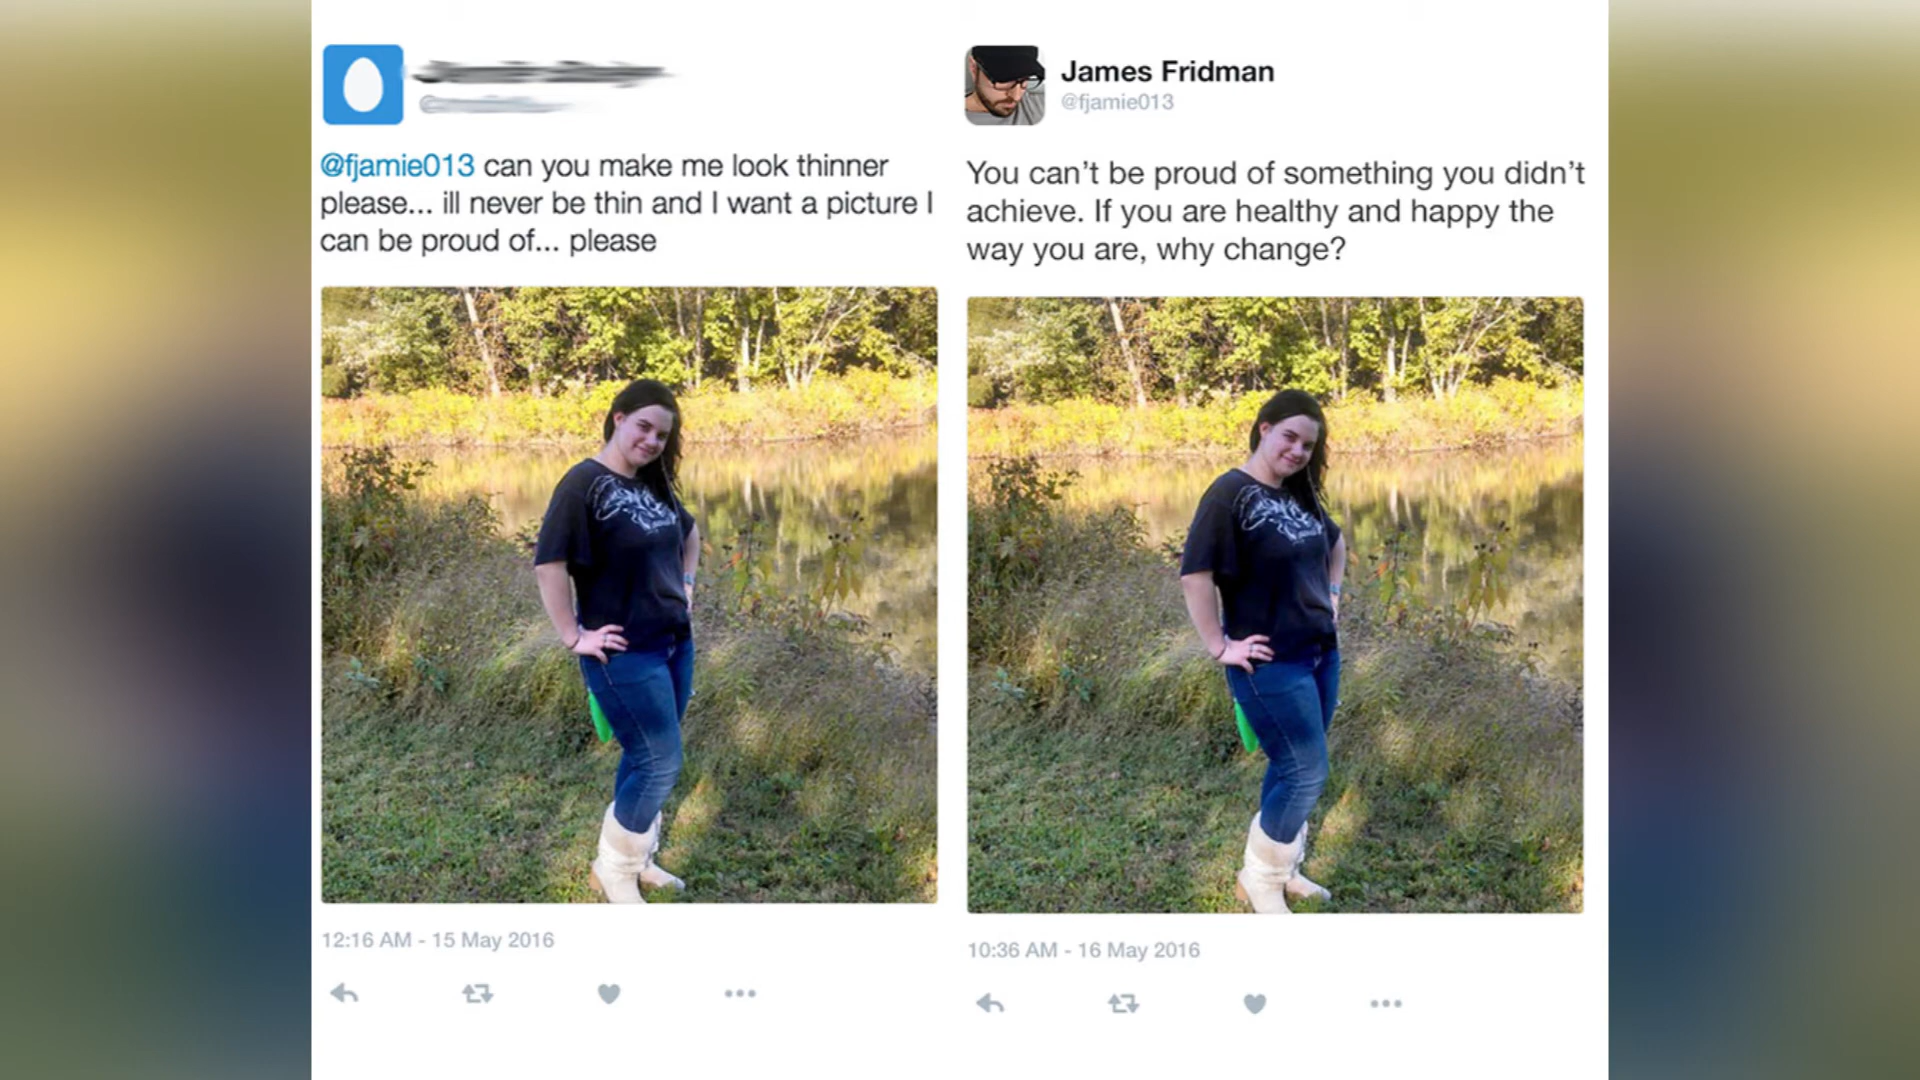 @fjamie013 can you make me look thinner
please... ill never be thin and I want a picture I
can be proud of... please
12:16 AM - 15 May 2016
James Fridman
@fjamie013
You can't be proud of something you didn't
achieve. If you are healthy and happy the
way you are, why change?
10:36 AM - 16 May 2016